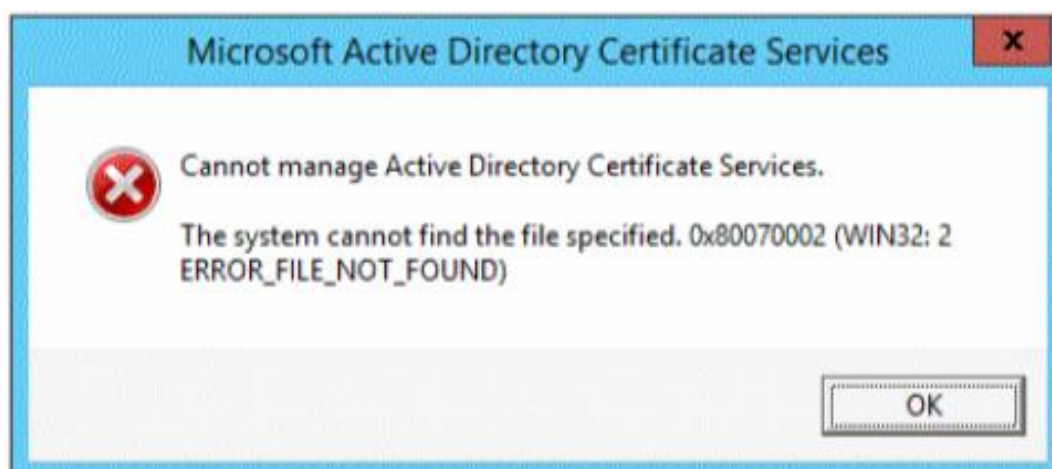 Microsoft Active Directory Certificate Services
Cannot manage Active Directory Certificate Services.
The system cannot find the file specified. 0x80070002 (WIN32: 2
ERROR_FILE_NOT_FOUND)
OK